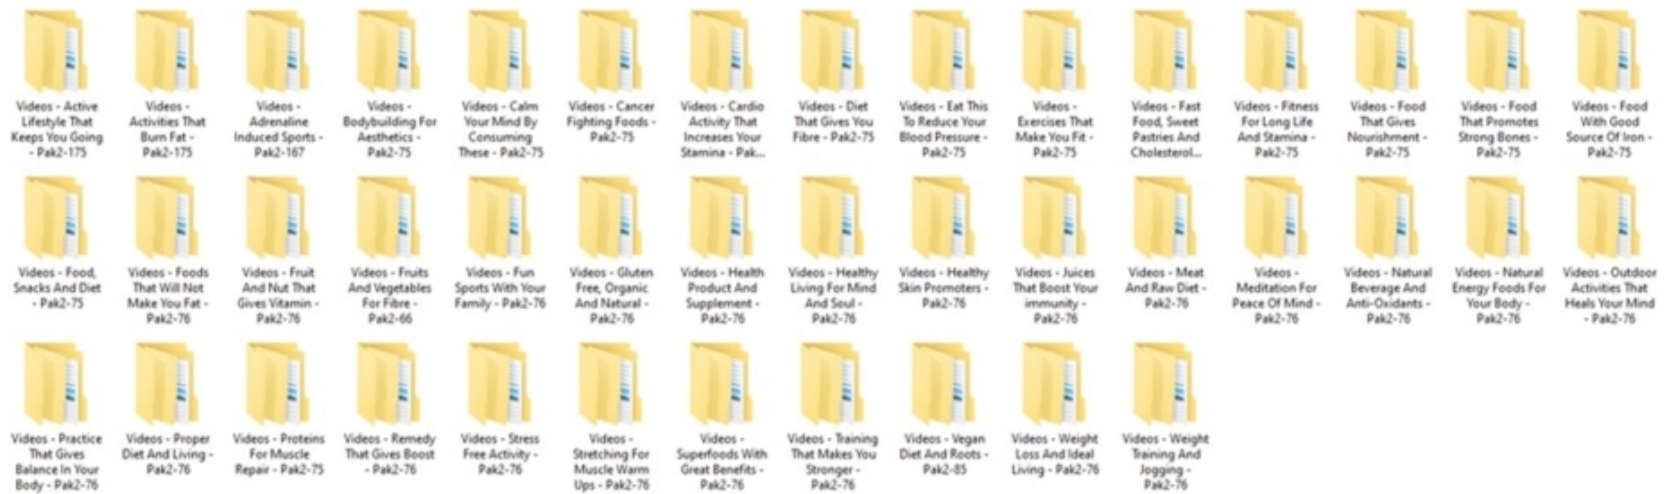 Videos - Active
Lifestyle That
Keeps You Going
- Pak2-175
Videos -
Activities That
Burn Fat -
Pak2-175
Videos -
Adrenaline
Induced Sports -
Pak2-167
Videos -
Bodybuilding For
Aesthetics -
Pak2-75
Videos - Calm
Your Mind By
Consuming
These - Pak2-75
Videos - Cancer
Fighting Foods -
Pak2-75
Videos - Cardio
Activity That
Increases Your
Stamina - Pak...
Videos - Diet
That Gives You
Fibre - Pak2-75
Videos - Eat This
To Reduce Your
Blood Pressure -
Pak2-75
Videos -
Exercises That
Make You Fit -
Pak2-75
Videos - Fast
Food, Sweet
Pastries And
Cholesterol...
Videos - Fitness
For Long Life
And Stamina -
Pak2-75
Videos - Food
That Gives
Nourishment -
Pak2-75
Videos - Food
That Promotes
Strong Bones -
Pak2-75
Videos - Food
With Good
Source Of Iron -
Pak2-75
Videos - Food,
Snacks And Diet
- Pak2-75
Videos - Foods
That Will Not
Make You Fat -
Pak2-76
Videos - Fruit
And Nut That
Gives Vitamin -
Pak2-76
Videos - Fruits
And Vegetables
For Fibre -
Pak2-66
Videos - Fun
Sports With Your
Family - Pak2-76
Videos - Gluten
Free, Organic
And Natural -
Pak2-76
Videos - Health
Product And
Supplement -
Pak2-76
Videos - Healthy
Living For Mind
And Soul -
Pak2-76
Videos - Healthy
Skin Promoters -
Pak2-76
Videos - Juices
That Boost Your
immunity -
Pak2-76
Videos - Meat
And Raw Diet -
Pak2-76
Videos -
Meditation For
Peace Of Mind -
Pak2-76
Videos - Natural
Beverage And
Anti-Oxidants -
Pak2-76
Videos - Natural
Energy Foods For
Your Body -
Pak2-76
Videos - Outdoor
Activities That
Heals Your Mind
- Pak2-76
Videos - Practice
That Gives
Balance In Your
Body - Pak2-76
Videos - Proper
Diet And Living -
Pak2-76
Videos - Proteins
For Muscle
Repair - Pak2-75
Videos - Remedy
That Gives Boost
- Pak2-76
Videos - Stress
Free Activity -
Pak2-76
Videos -
Stretching For
Muscle Warm
Ups - Pak2-76
Videos -
Superfoods With
Great Benefits -
Pak2-76
Videos - Training
That Makes You
Stronger -
Pak2-76
Videos - Vegan
Diet And Roots -
Pak2-85
Videos - Weight
Loss And Ideal
Living - Pak2-76
Videos - Weight
Training And
Jogging -
Pak2-76